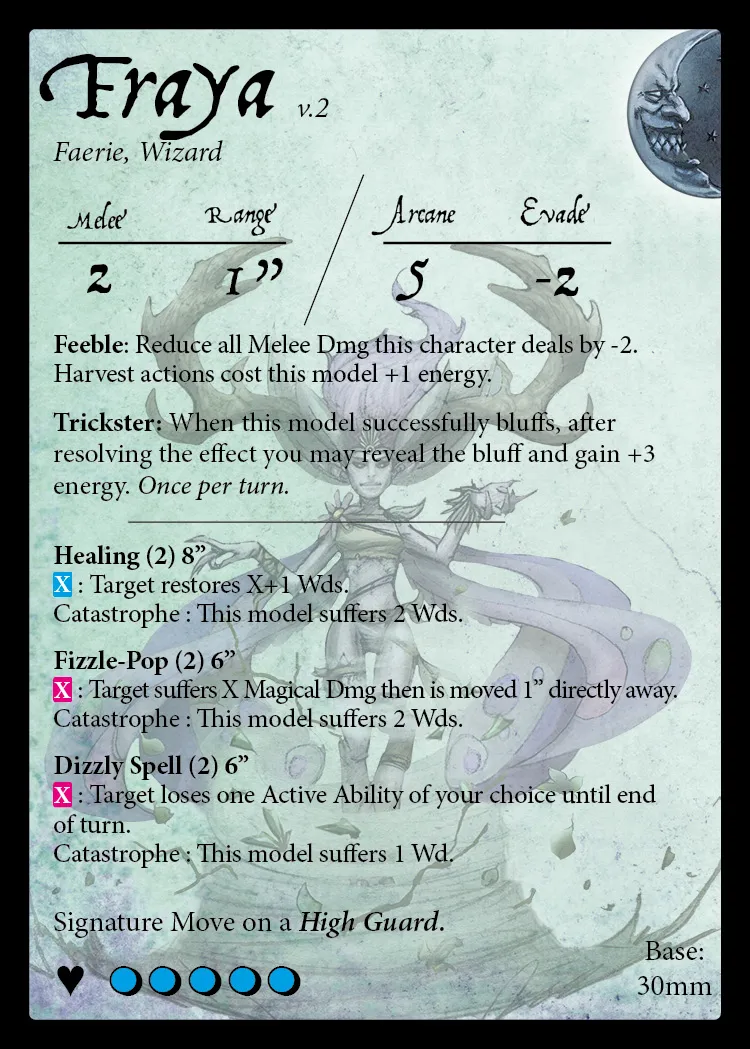 Fraya v.2
Faerie, Wizard
Melee Range Arcane Evade
2 1” 5 -2
Feeble: Reduce all Melee Dmg this character deals by -2.
Harvest actions cost this model +1 energy.
Trickster: When this model successfully bluffs, after
resolving the effect you may reveal the bluff and gain +3
energy. Once per turn.
Healing (2) 8”
X : Target restores X+1 Wds.
Catastrophe : This model suffers 2 Wds.
Fizzle-Pop (2) 6”
X : Target suffers X Magical Dmg then is moved 1” directly away.
Catastrophe : This model suffers 2 Wds.
Dizzly Spell (2) 6”
X : Target loses one Active Ability of your choice until end
of turn.
Catastrophe : This model suffers 1 Wd.
Signature Move on a High Guard.
Base:
30mm